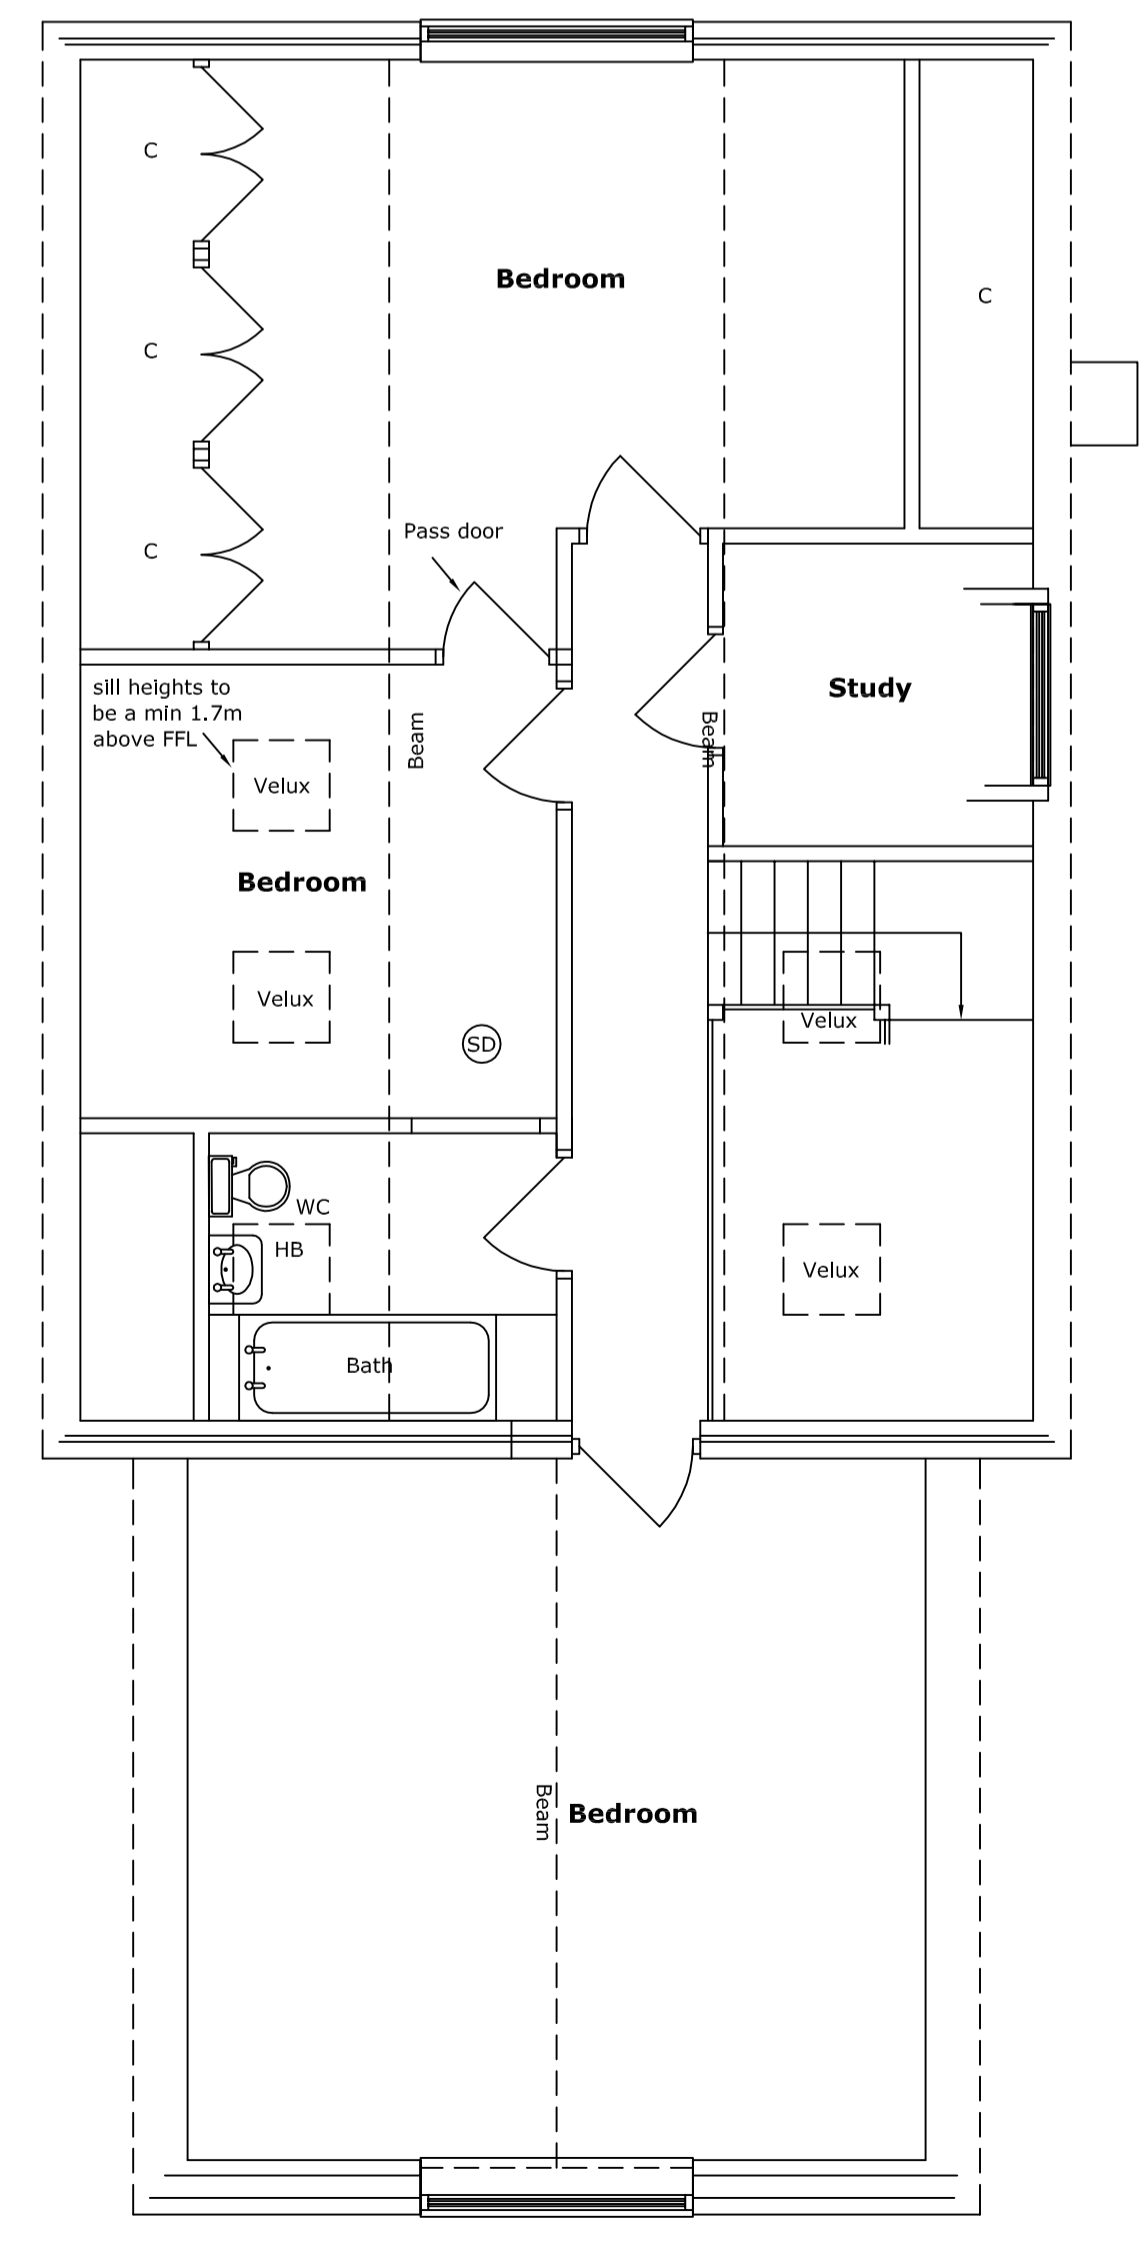 C
Bedroom
C
C
Pass door
C
sill heights to
be a min 1.7m
above FFL
Study
Beam
Beam
Velux
Bedroom
Velux
Velux
SD
WC
HB
Velux
Bath
Beam
Bedroom